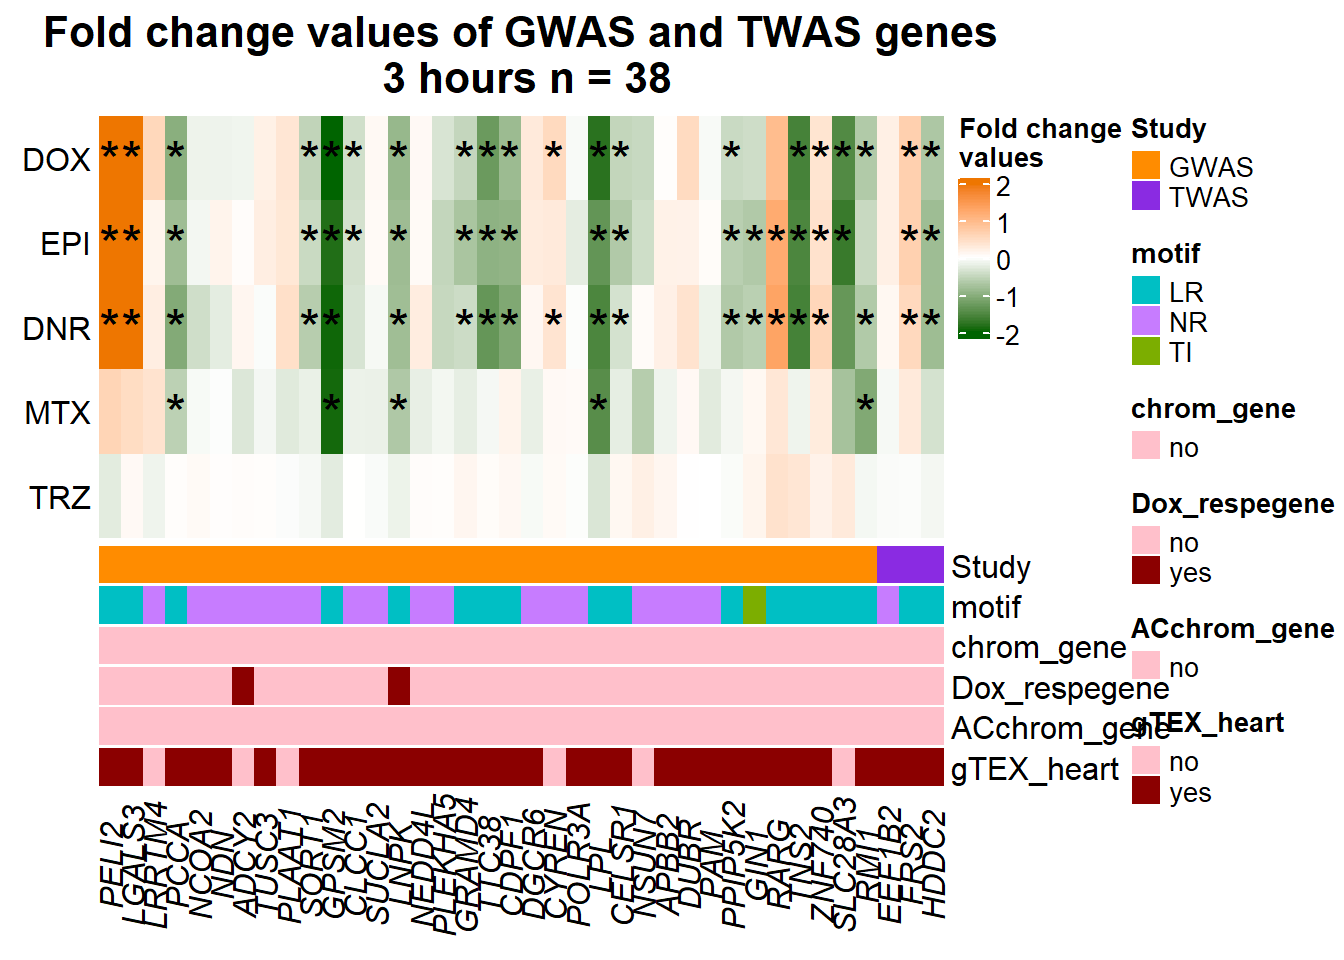 Fold change values of GWAS and TWAS genes
3 hours n = 38
DOX
EPI
DNR
MTX
TRZ
Study
motif
chrom_gene
Dox_respegene
ACchrom_gene
gTEX_heart
PELI2
LGALS3
LRRTM4
PCCA
NCOA2
NDN
ADCY2
TUSC3
PLAAT1
SORT1
GPSM2
CLCC1
SUCLA2
LNPK
NEDD4L
PLEKHA5
GRAMD4
TTC38
CDPF1
DGCR6
CYREN
POLR3A
LPL
CELSR1
NSUN7
APBB2
DUBR
PAM
PPIP5K2
GIN1
RARG
TNS2
ZNF740
SLC28A3
RMI1
EEF1B2
FRS2
HDDC2
Fold change
values
2
1
0
-1
-2
Study
GWAS
TWAS
motif
LR
NR
TI
chrom_gene
no
Dox_respegene
no
yes
ACchrom_gene
no
gTEX_heart
no
yes